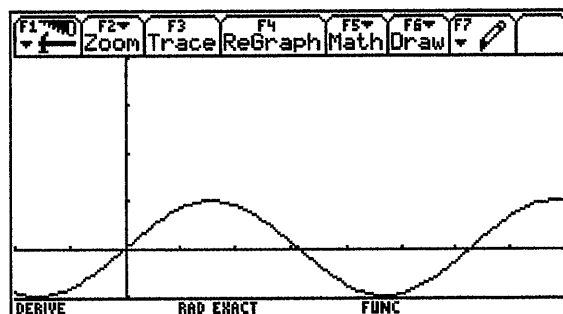 F1 F2 F3 F4 F5 F6 F7
Zoom Trace ReGraph Math Draw
DERIVE RAD EXACT FUNC